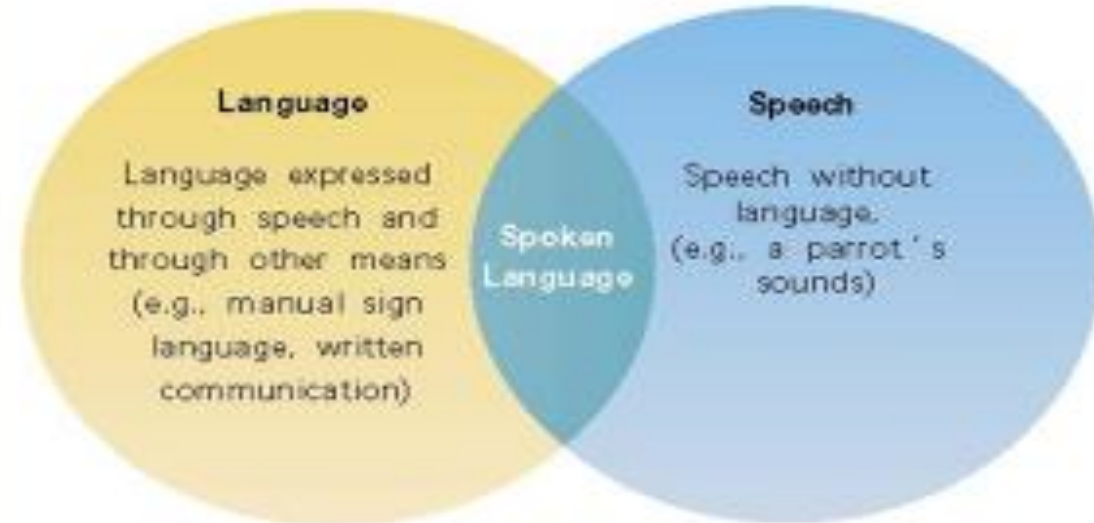 Language
Language expressed
through speech and
through other means
(e.g., manual sign
language, written
communication)
Spoken
Language
Speech
Speech without
language.
(e.g., a parrot's
sounds)